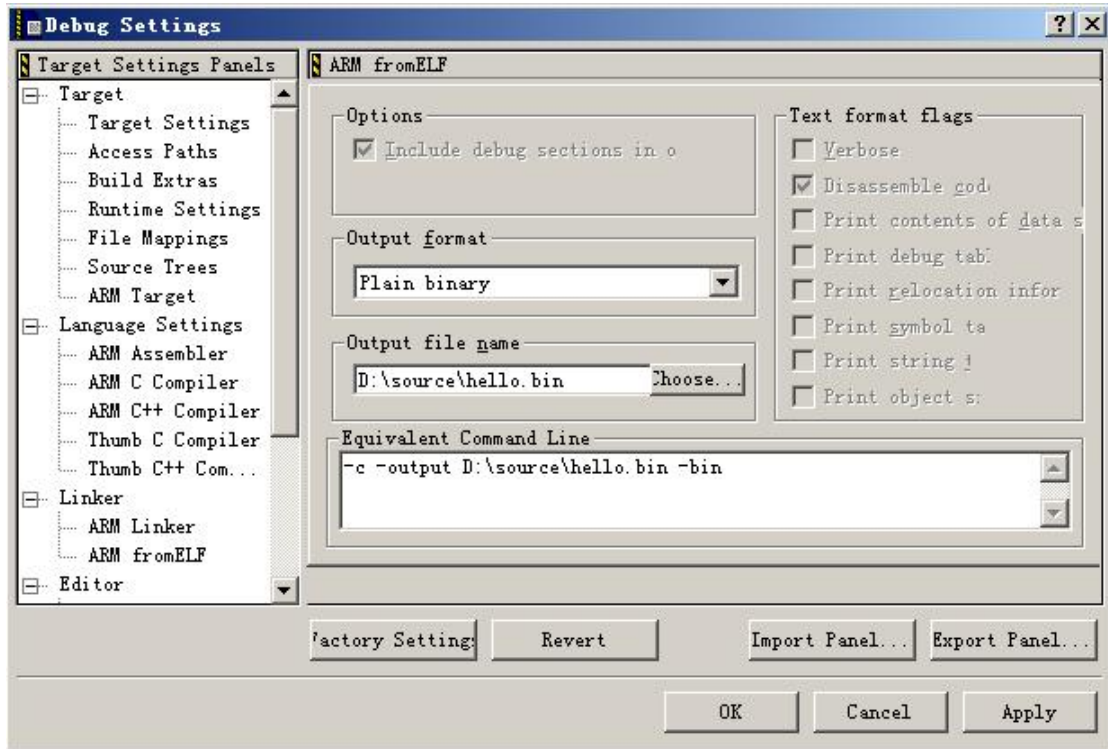 Debug Settings
Target Settings Panels
Target
Target Settings
Access Paths
Build Extras
Runtime Settings
File Mappings
Source Trees
ARM Target
Language Settings
ARM Assembler
ARM C Compiler
ARM C++ Compiler
Thumb C Compiler
Thumb C++ Com...
Linker
ARM Linker
ARM fromELF
Editor
ARM fromELF
Options
Include debug sections in o
Output format
Plain binary
Output file name
D:\source\hello.bin
Choose...
Text format flags
Verbose
Disassemble cod
Print contents of data s
Print debug tab
Print relocation infor
Print symbol ta
Print string t
Print object s
Equivalent Command Line
-c -output D:\source\hello.bin -bin
Factory Setting
Revert
Import Panel...
Export Panel...
OK
Cancel
Apply